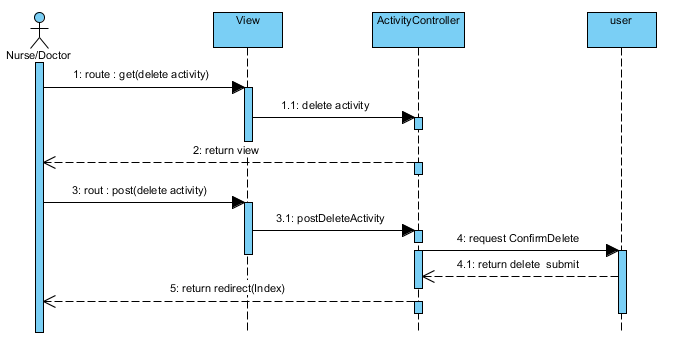 View
ActivityController
user
Nurse/Doctor
1: route : get(delete activity)
1.1: delete activity
2: return view
3: rout : post(delete activity)
3.1: postDeleteActivity
4: request ConfirmDelete
4.1: return delete submit
5: return redirect(Index)